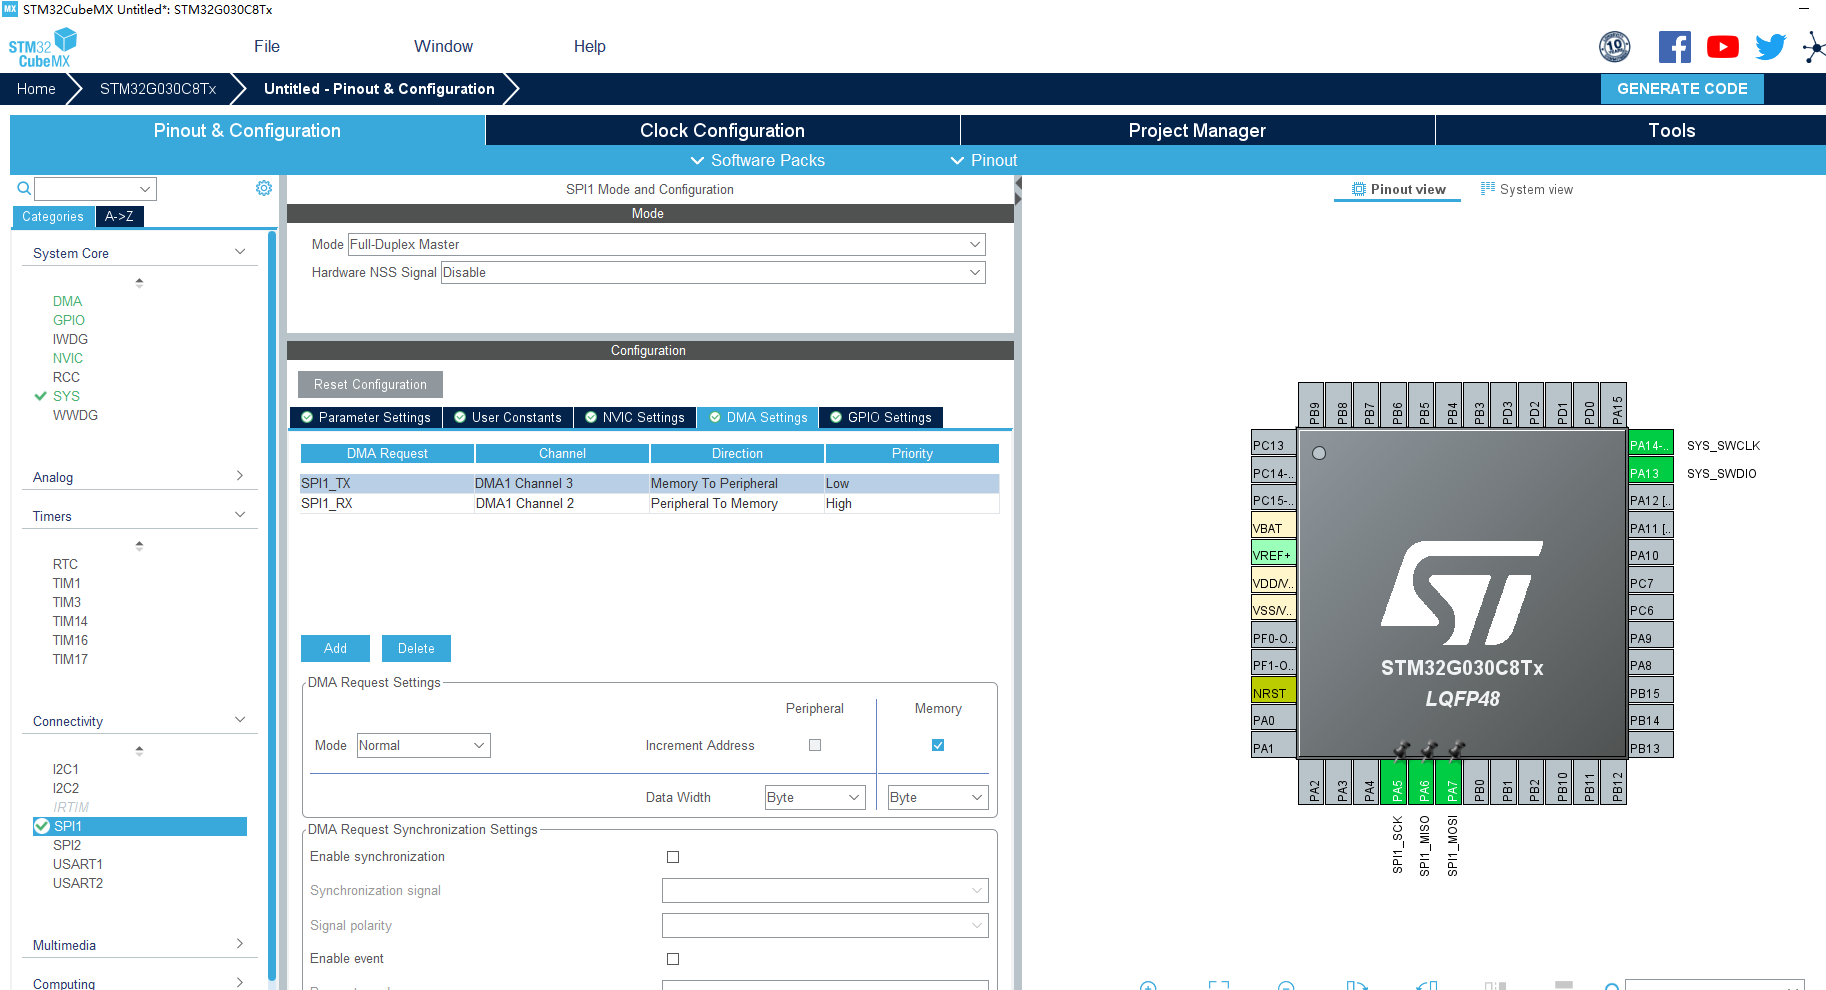 MX STM32CubeMX Untitled*: STM32G030C8Tx
STM32
CubeMX
File Window Help
10
Home STM32G030C8Tx Untitled - Pinout & Configuration GENERATE CODE
Pinout & Configuration Clock Configuration Project Manager Tools
Software Packs Pinout
Categories A->Z
System Core
DMA
GPIO
IWDG
NVIC
RCC
SYS
WWDG
Analog
Timers
RTC
TIM1
TIM3
TIM14
TIM16
TIM17
Connectivity
I2C1
I2C2
IRTIM
SPI1
SPI2
USART1
USART2
Multimedia
Computing
SPI1 Mode and Configuration
Mode
Mode Full-Duplex Master
Hardware NSS Signal Disable
Configuration
Reset Configuration
Parameter Settings User Constants NVIC Settings DMA Settings GPIO Settings
DMA Request Channel Direction Priority
SPI1_TX DMA1 Channel 3 Memory To Peripheral Low
SPI1_RX DMA1 Channel 2 Peripheral To Memory High
Add Delete
DMA Request Settings
Peripheral Memory
Mode Normal Increment Address
Data Width Byte Byte
DMA Request Synchronization Settings
Enable synchronization
Synchronization signal
Signal polarity
Enable event
Pinout view System view
PB9 PB8 PB7 PB6 PB5 PB4 PB3 PD3 PD2 PD1 PD0 PA15
PC13
PC14-..
PC15-..
VBAT
VREF+
VDD/V..
VSS/V..
PF0-O..
PF1-O..
NRST
PA0
PA1
ST
STM32G030C8Tx
LQFP48
PA14-.. SYS_SWCLK
PA13 SYS_SWDIO
PA12 [..
PA11 [..
PA10
PC7
PC6
PA9
PA8
PB15
PB14
PB13
PA2 PA3 PA4 PA5 PA6 PA7 PB0 PB1 PB2 PB10 PB11 PB12
SPI1_SCK SPI1_MISO SPI1_MOSI